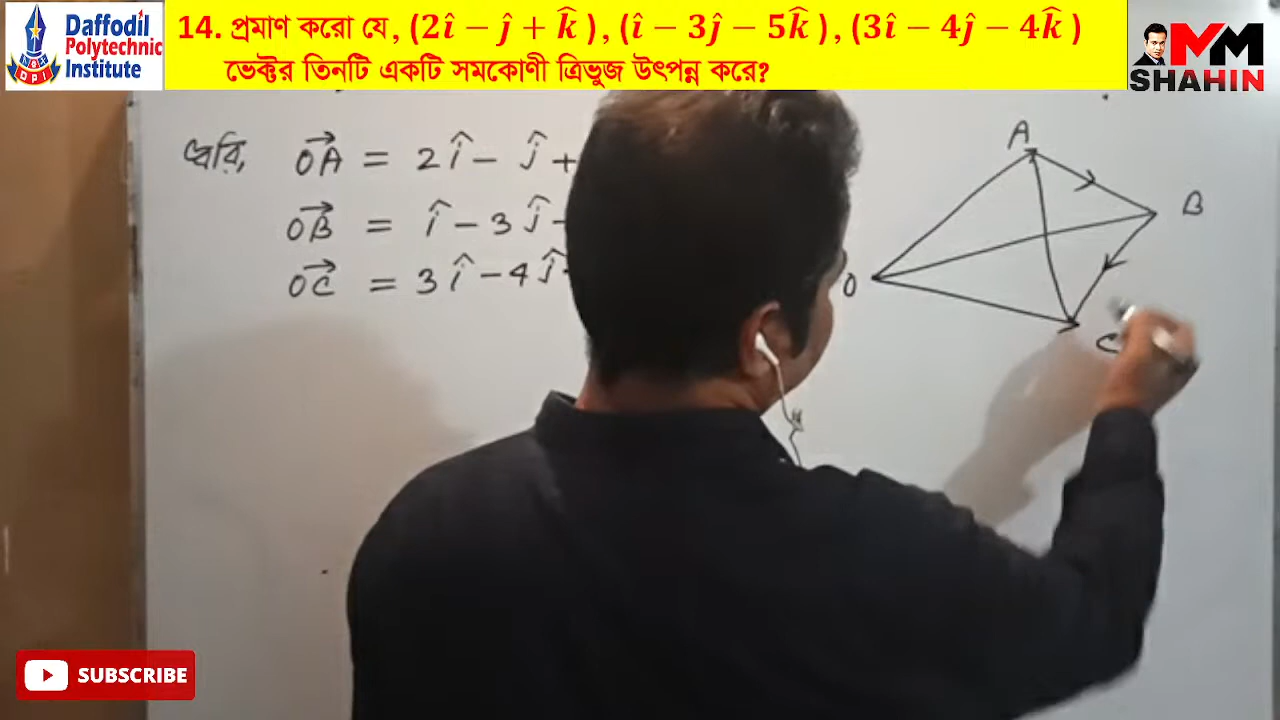 Daffodil
Polytechnic
Institute
DPI
14. প্রমাণ করো যে, (2î − ĵ + k̂ ), (î − 3ĵ − 5k̂ ), (3î − 4ĵ − 4k̂ )
ভেক্টর তিনটি একটি সমকোণী ত্রিভুজ উৎপন্ন করে?
MM
SHAHIN
ধরি, OA⃗ = 2î − ĵ +
OB⃗ = î − 3ĵ −
OC⃗ = 3î − 4ĵ
A
B
O
C
SUBSCRIBE